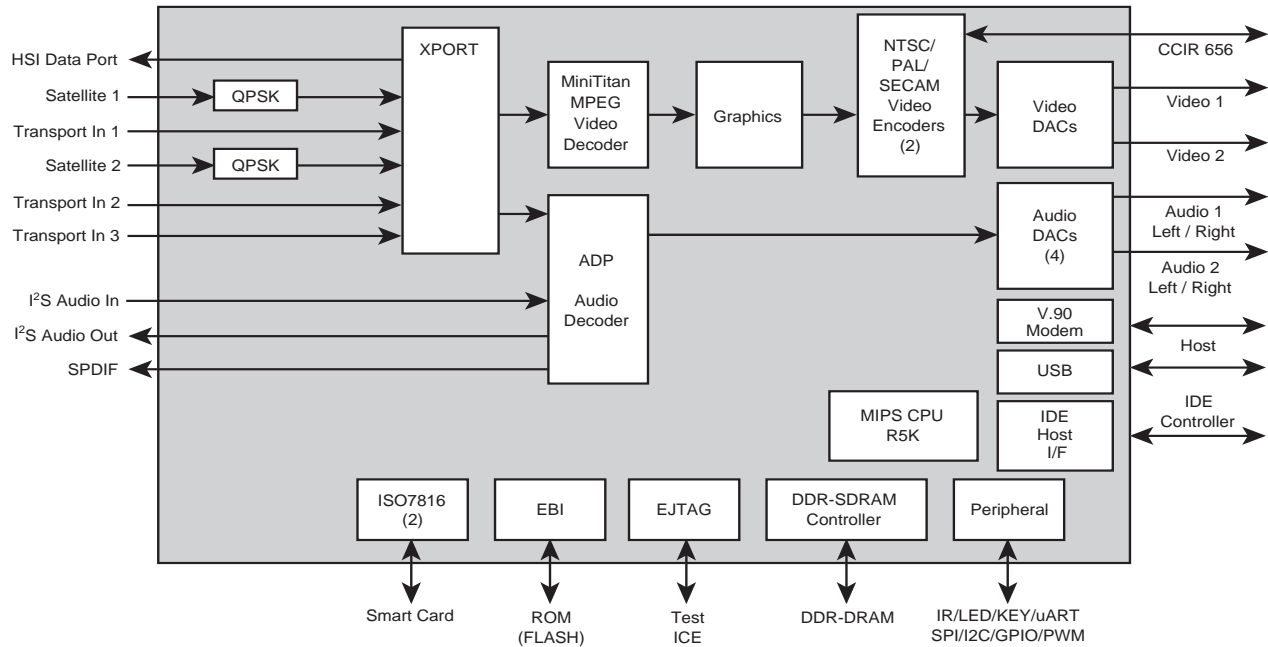 HSI Data Port
Satellite 1
Transport In 1
Satellite 2
Transport In 2
Transport In 3
I²S Audio In
I²S Audio Out
SPDIF
QPSK
QPSK
XPORT
MiniTitan
MPEG
Video
Decoder
ADP
Audio
Decoder
Graphics
NTSC/
PAL/
SECAM
Video
Encoders
(2)
Video
DACs
Audio
DACs
(4)
V.90
Modem
USB
IDE
Host
I/F
MIPS CPU
R5K
CCIR 656
Video 1
Video 2
Audio 1
Left / Right
Audio 2
Left / Right
Host
IDE
Controller
ISO7816
(2)
EBI
EJTAG
DDR-SDRAM
Controller
Peripheral
Smart Card
ROM
(FLASH)
Test
ICE
DDR-DRAM
IR/LED/KEY/uART
SPI/I2C/GPIO/PWM